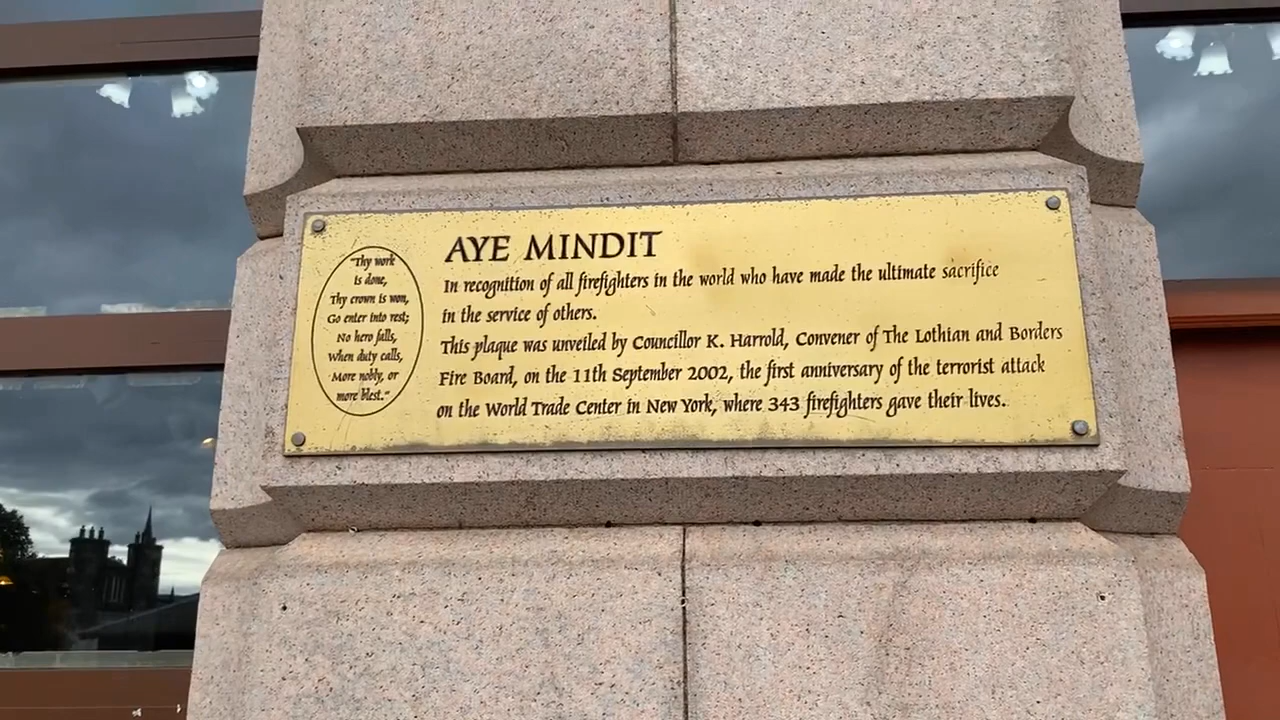 "Thy work
is done,
Thy crown is won,
Go enter into rest;
No hero falls,
When duty calls,
More nobly, or
more blest."
AYE MINDIT
In recognition of all firefighters in the world who have made the ultimate sacrifice
in the service of others.
This plaque was unveiled by Councillor K. Harrold, Convener of The Lothian and Borders
Fire Board, on the 11th September 2002, the first anniversary of the terrorist attack
on the World Trade Center in New York, where 343 firefighters gave their lives.